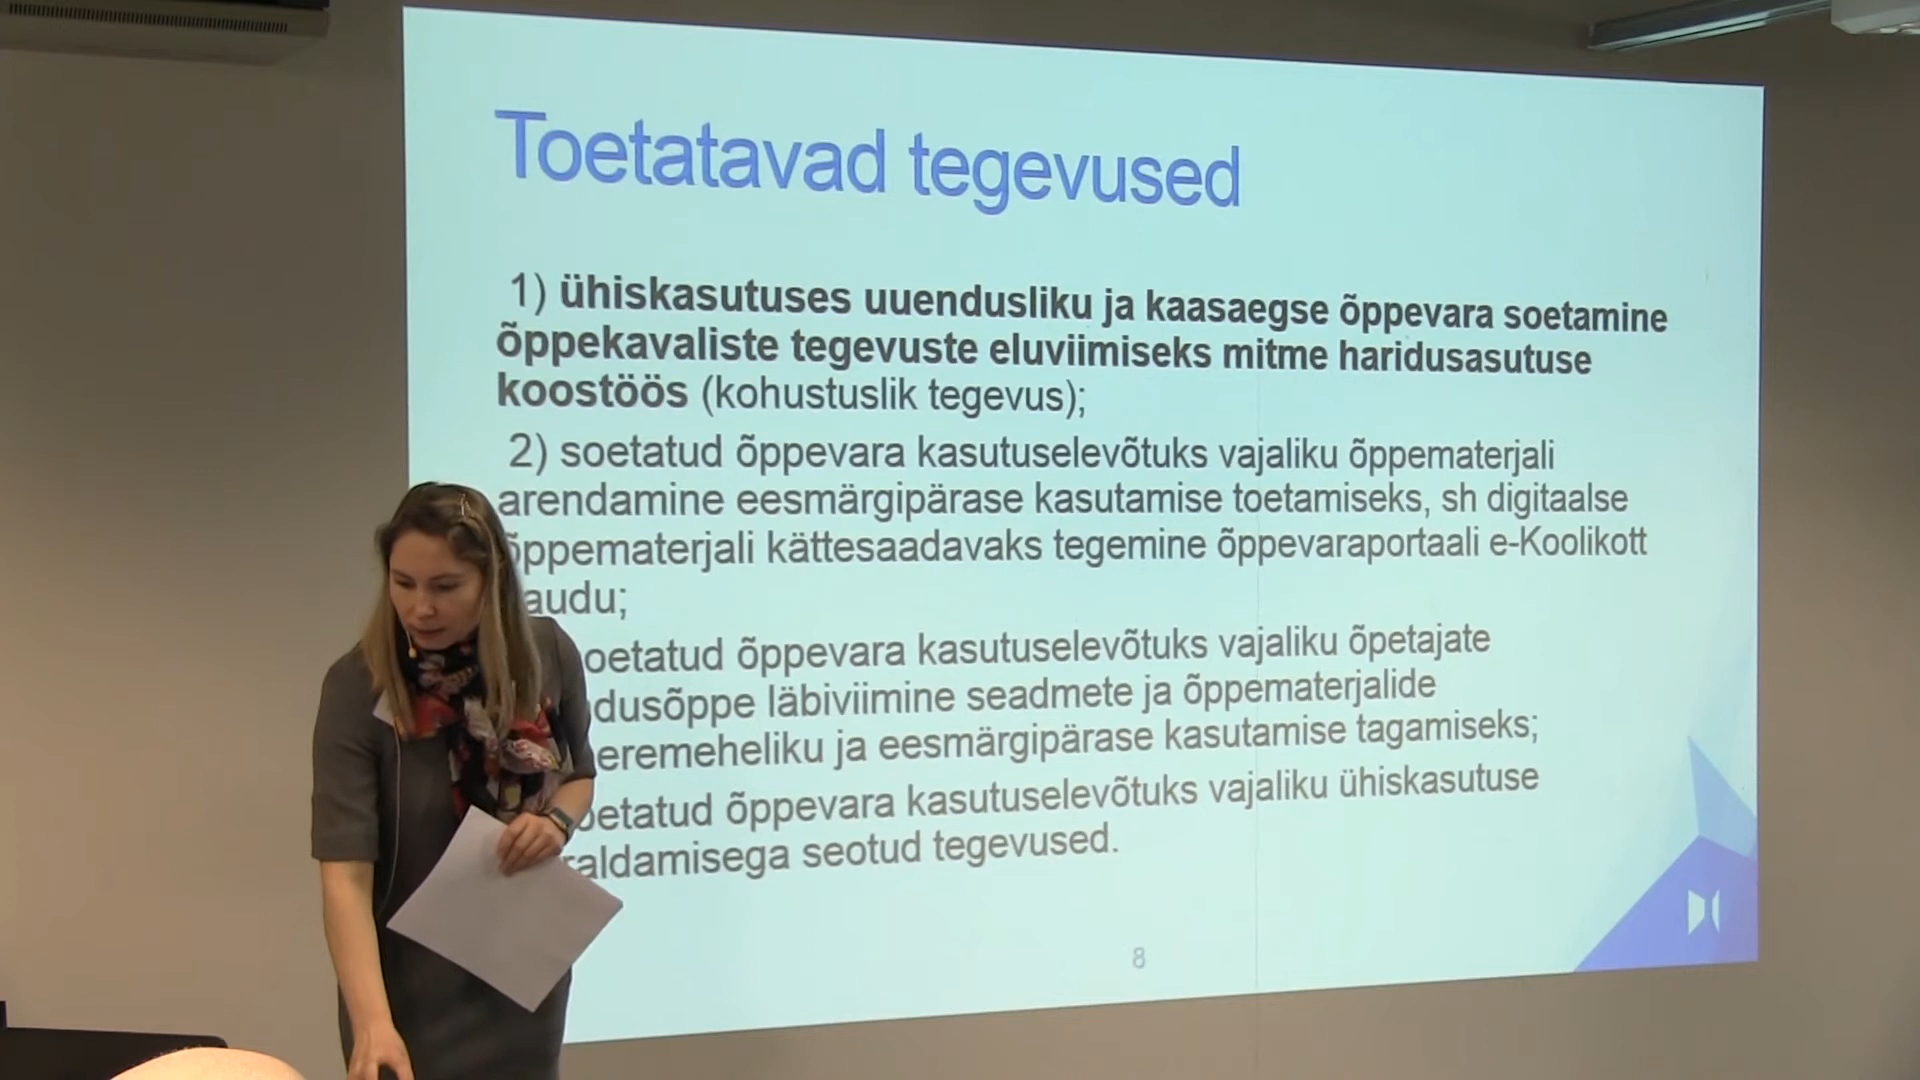 Toetatavad tegevused
1) ühiskasutuses uuendusliku ja kaasaegse õppevara soetamine
õppekavaliste tegevuste eluviimiseks mitme haridusasutuse
koostöös (kohustuslik tegevus);
2) soetatud õppevara kasutuselevõtuks vajaliku õppematerjali
arendamine eesmärgipärase kasutamise toetamiseks, sh digitaalse
õppematerjali kättesaadavaks tegemine õppevaraportaali e-Koolikott
audu;
oetatud õppevara kasutuselevõtuks vajaliku õpetajate
dusõppe läbiviimine seadmete ja õppematerjalide
eremeheliku ja eesmärgipärase kasutamise tagamiseks;
oetatud õppevara kasutuselevõtuks vajaliku ühiskasutuse
raldamisega seotud tegevused.
8